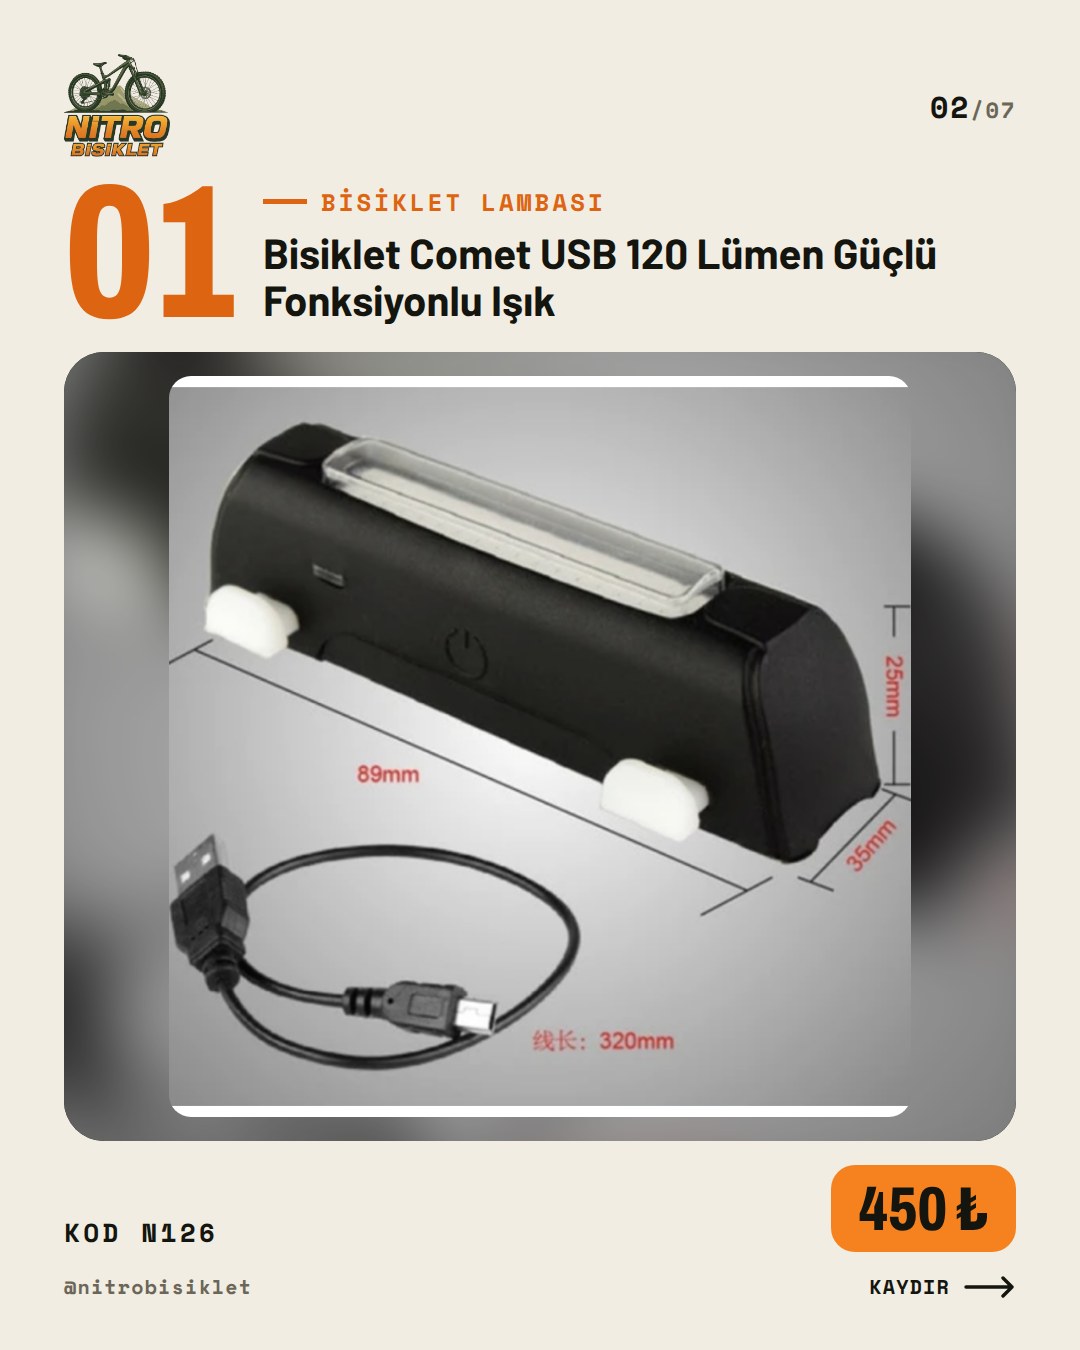 NiTRO
BISIKLET
02/07
01
BİSİKLET LAMBASI
Bisiklet Comet USB 120 Lümen Güçlü
Fonksiyonlu Işık
25mm
89mm
35mm
线长: 320mm
450 ₺
KOD N126
@nitrobisiklet
KAYDIR